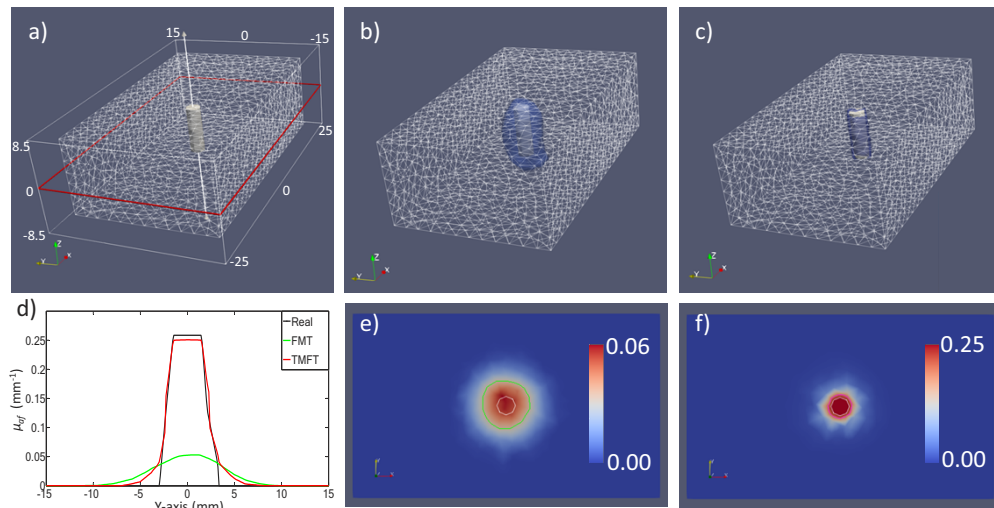 a)
15
0
-15
8.5
0
-8.5
25
0
-25
Z
Y
X
b)
Z
Y
X
c)
Z
Y
X
d)
Real
FMT
TMFT
0.25
0.2
0.15
0.1
0.05
0
-15
-10
-5
0
5
10
15
μaf (mm⁻¹)
Y-axis (mm)
e)
0.06
0.00
f)
0.25
0.00